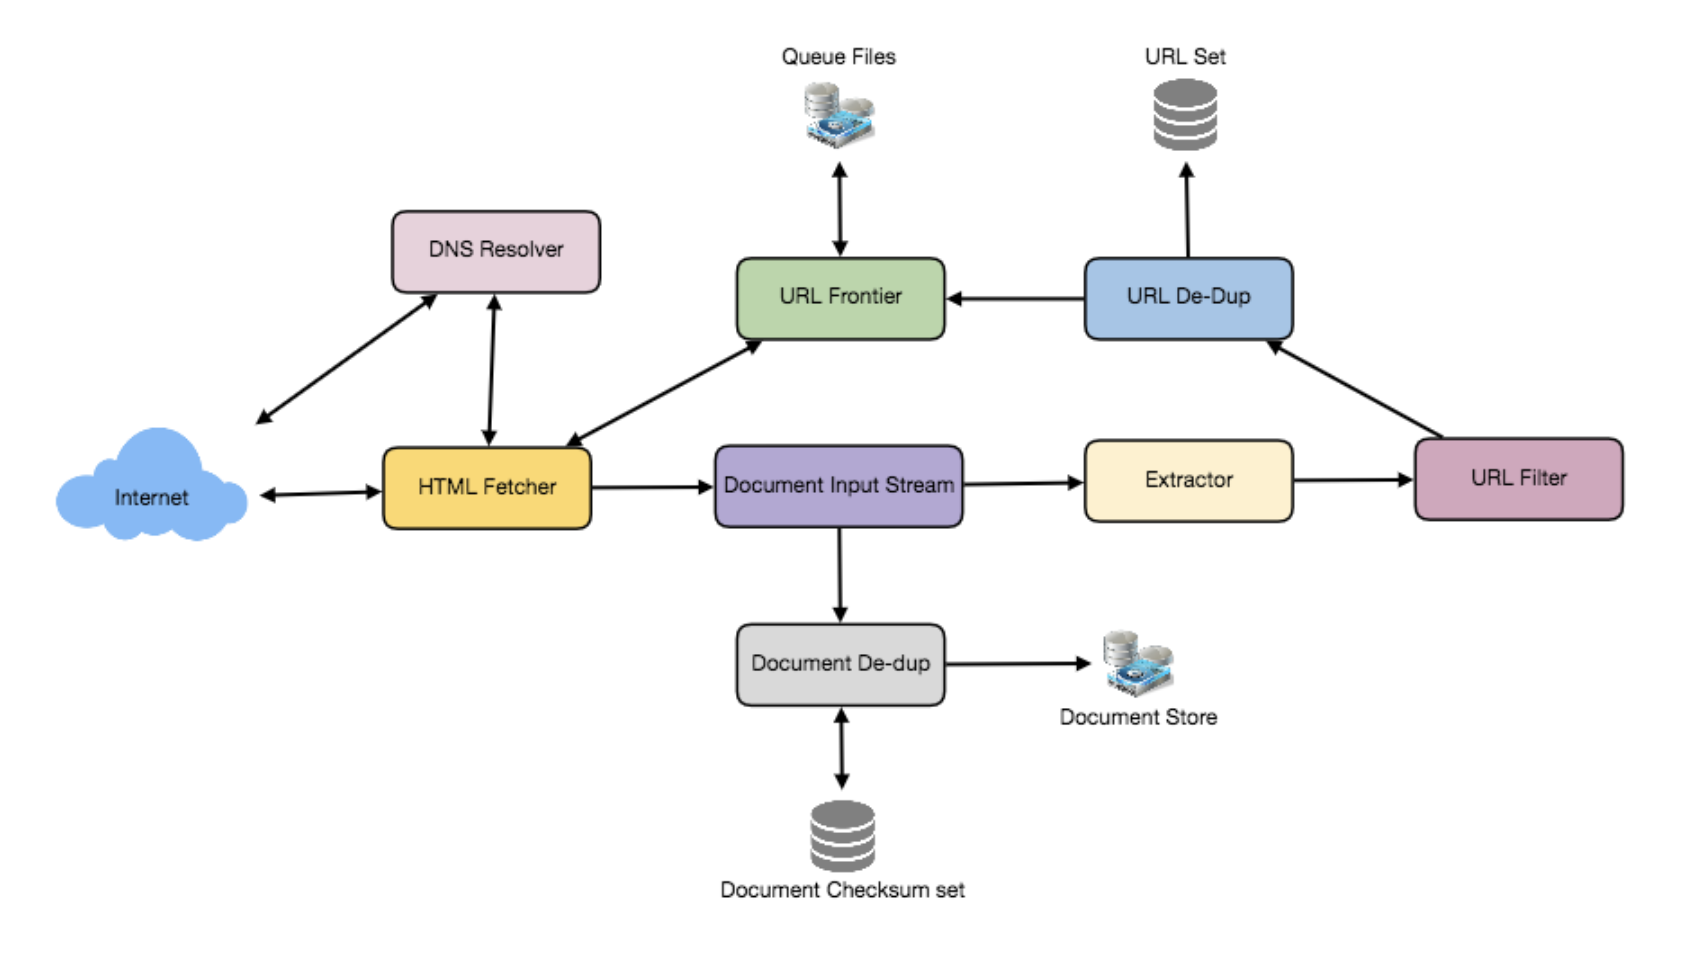 Queue Files
URL Set
DNS Resolver
URL Frontier
URL De-Dup
Internet
HTML Fetcher
Document Input Stream
Extractor
URL Filter
Document De-dup
Document Store
Document Checksum set